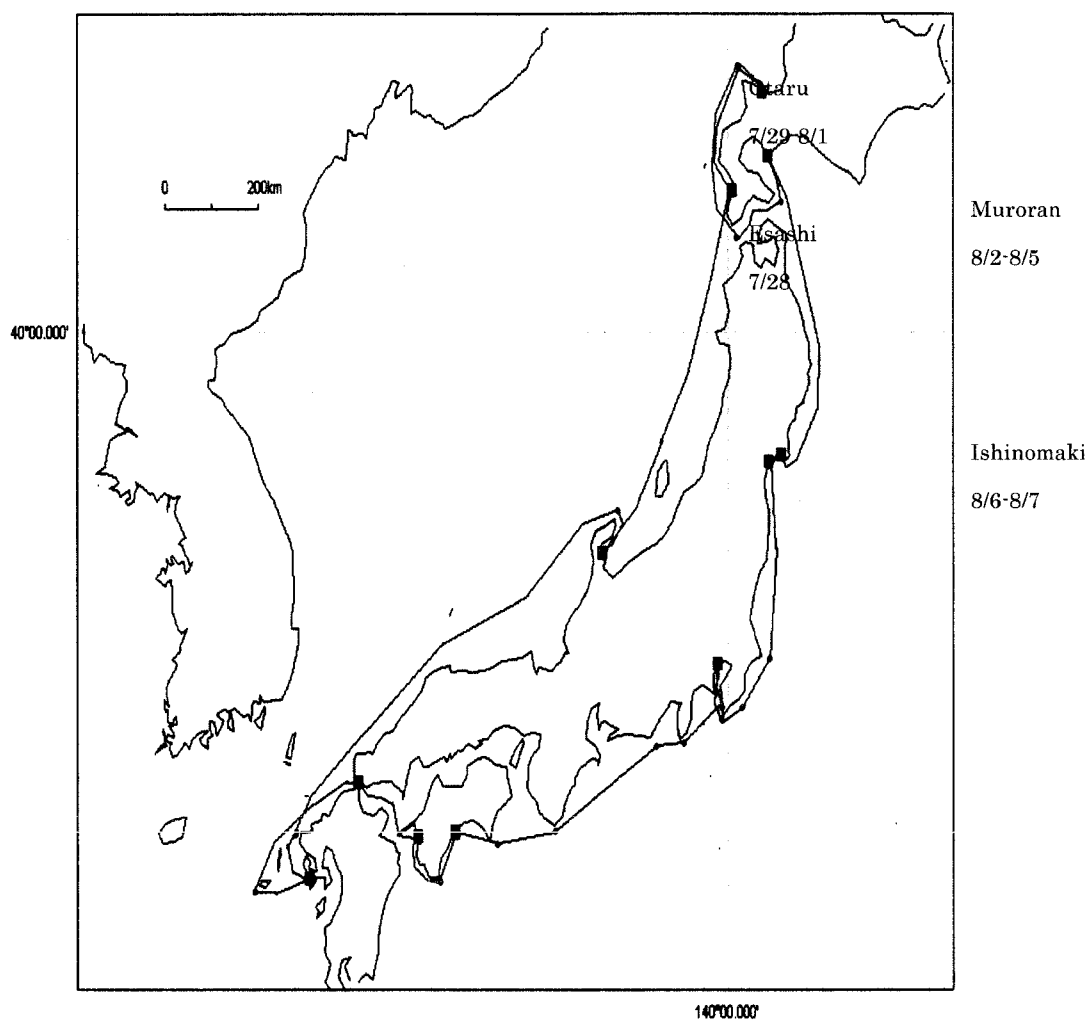 Otaru
7/29-8/1
0 200km
Muroran
Esashi
8/2-8/5
7/28
40°00.000'
Ishinomaki
8/6-8/7
140°00.000'